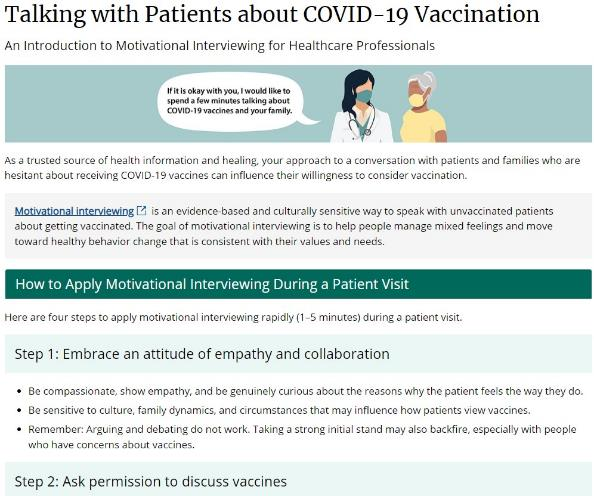 Talking with Patients about COVID-19 Vaccination
An Introduction to Motivational Interviewing for Healthcare Professionals
If it is okay with you, I would like to
spend a few minutes talking about
COVID-19 vaccines and your family.
As a trusted source of health information and healing, your approach to a conversation with patients and families who are
hesitant about receiving COVID-19 vaccines can influence their willingness to consider vaccination.
Motivational interviewing is an evidence-based and culturally sensitive way to speak with unvaccinated patients
about getting vaccinated. The goal of motivational interviewing is to help people manage mixed feelings and move
toward healthy behavior change that is consistent with their values and needs.
How to Apply Motivational Interviewing During a Patient Visit
Here are four steps to apply motivational interviewing rapidly (1–5 minutes) during a patient visit.
Step 1: Embrace an attitude of empathy and collaboration
• Be compassionate, show empathy, and be genuinely curious about the reasons why the patient feels the way they do.
• Be sensitive to culture, family dynamics, and circumstances that may influence how patients view vaccines.
• Remember: Arguing and debating do not work. Taking a strong initial stand may also backfire, especially with people
who have concerns about vaccines.
Step 2: Ask permission to discuss vaccines